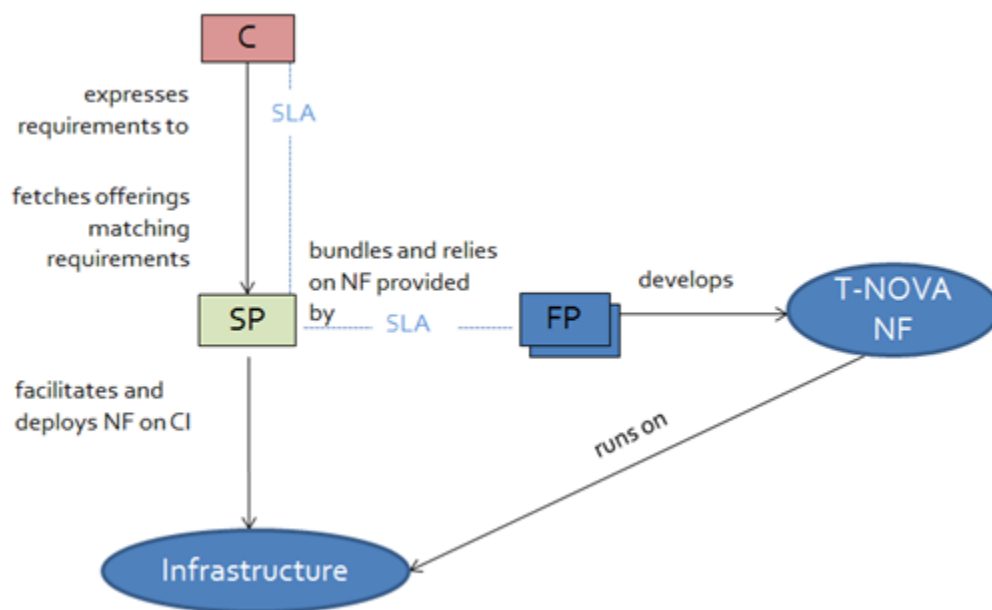 C
expresses
requirements to
SLA
fetches offerings
matching
requirements
bundles and relies
on NF provided
by
develops
T-NOVA
NF
SP
SLA
FP
facilitates and
deploys NF on CI
runs on
Infrastructure